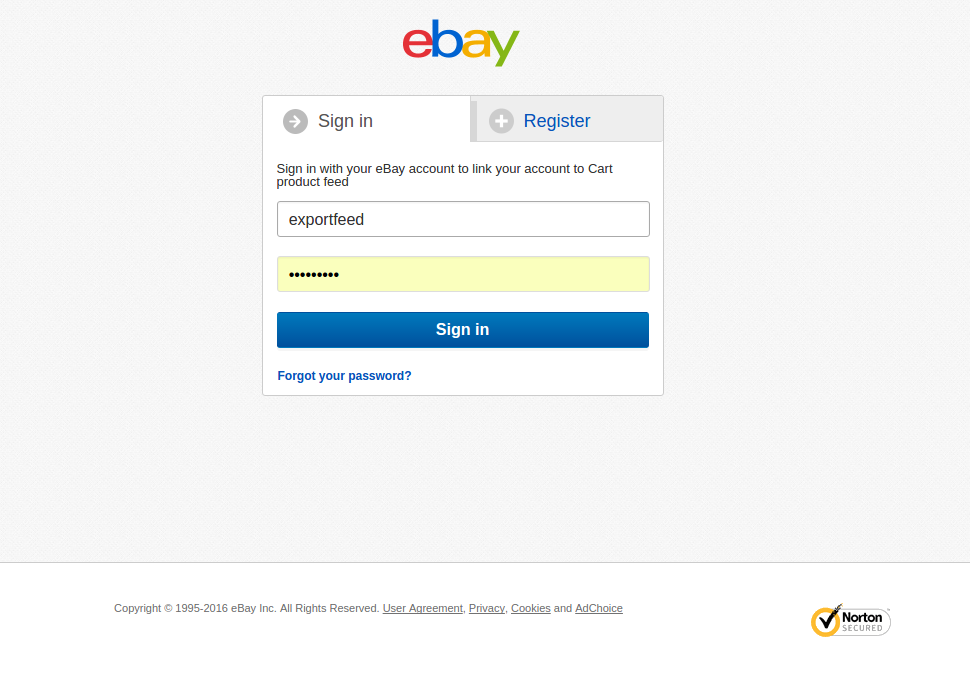 ebay
Sign in
Register
Sign in with your eBay account to link your account to Cart
product feed
exportfeed
•••••••••
Sign in
Forgot your password?
Copyright © 1995-2016 eBay Inc. All Rights Reserved. User Agreement, Privacy, Cookies and AdChoice
Norton
SECURED